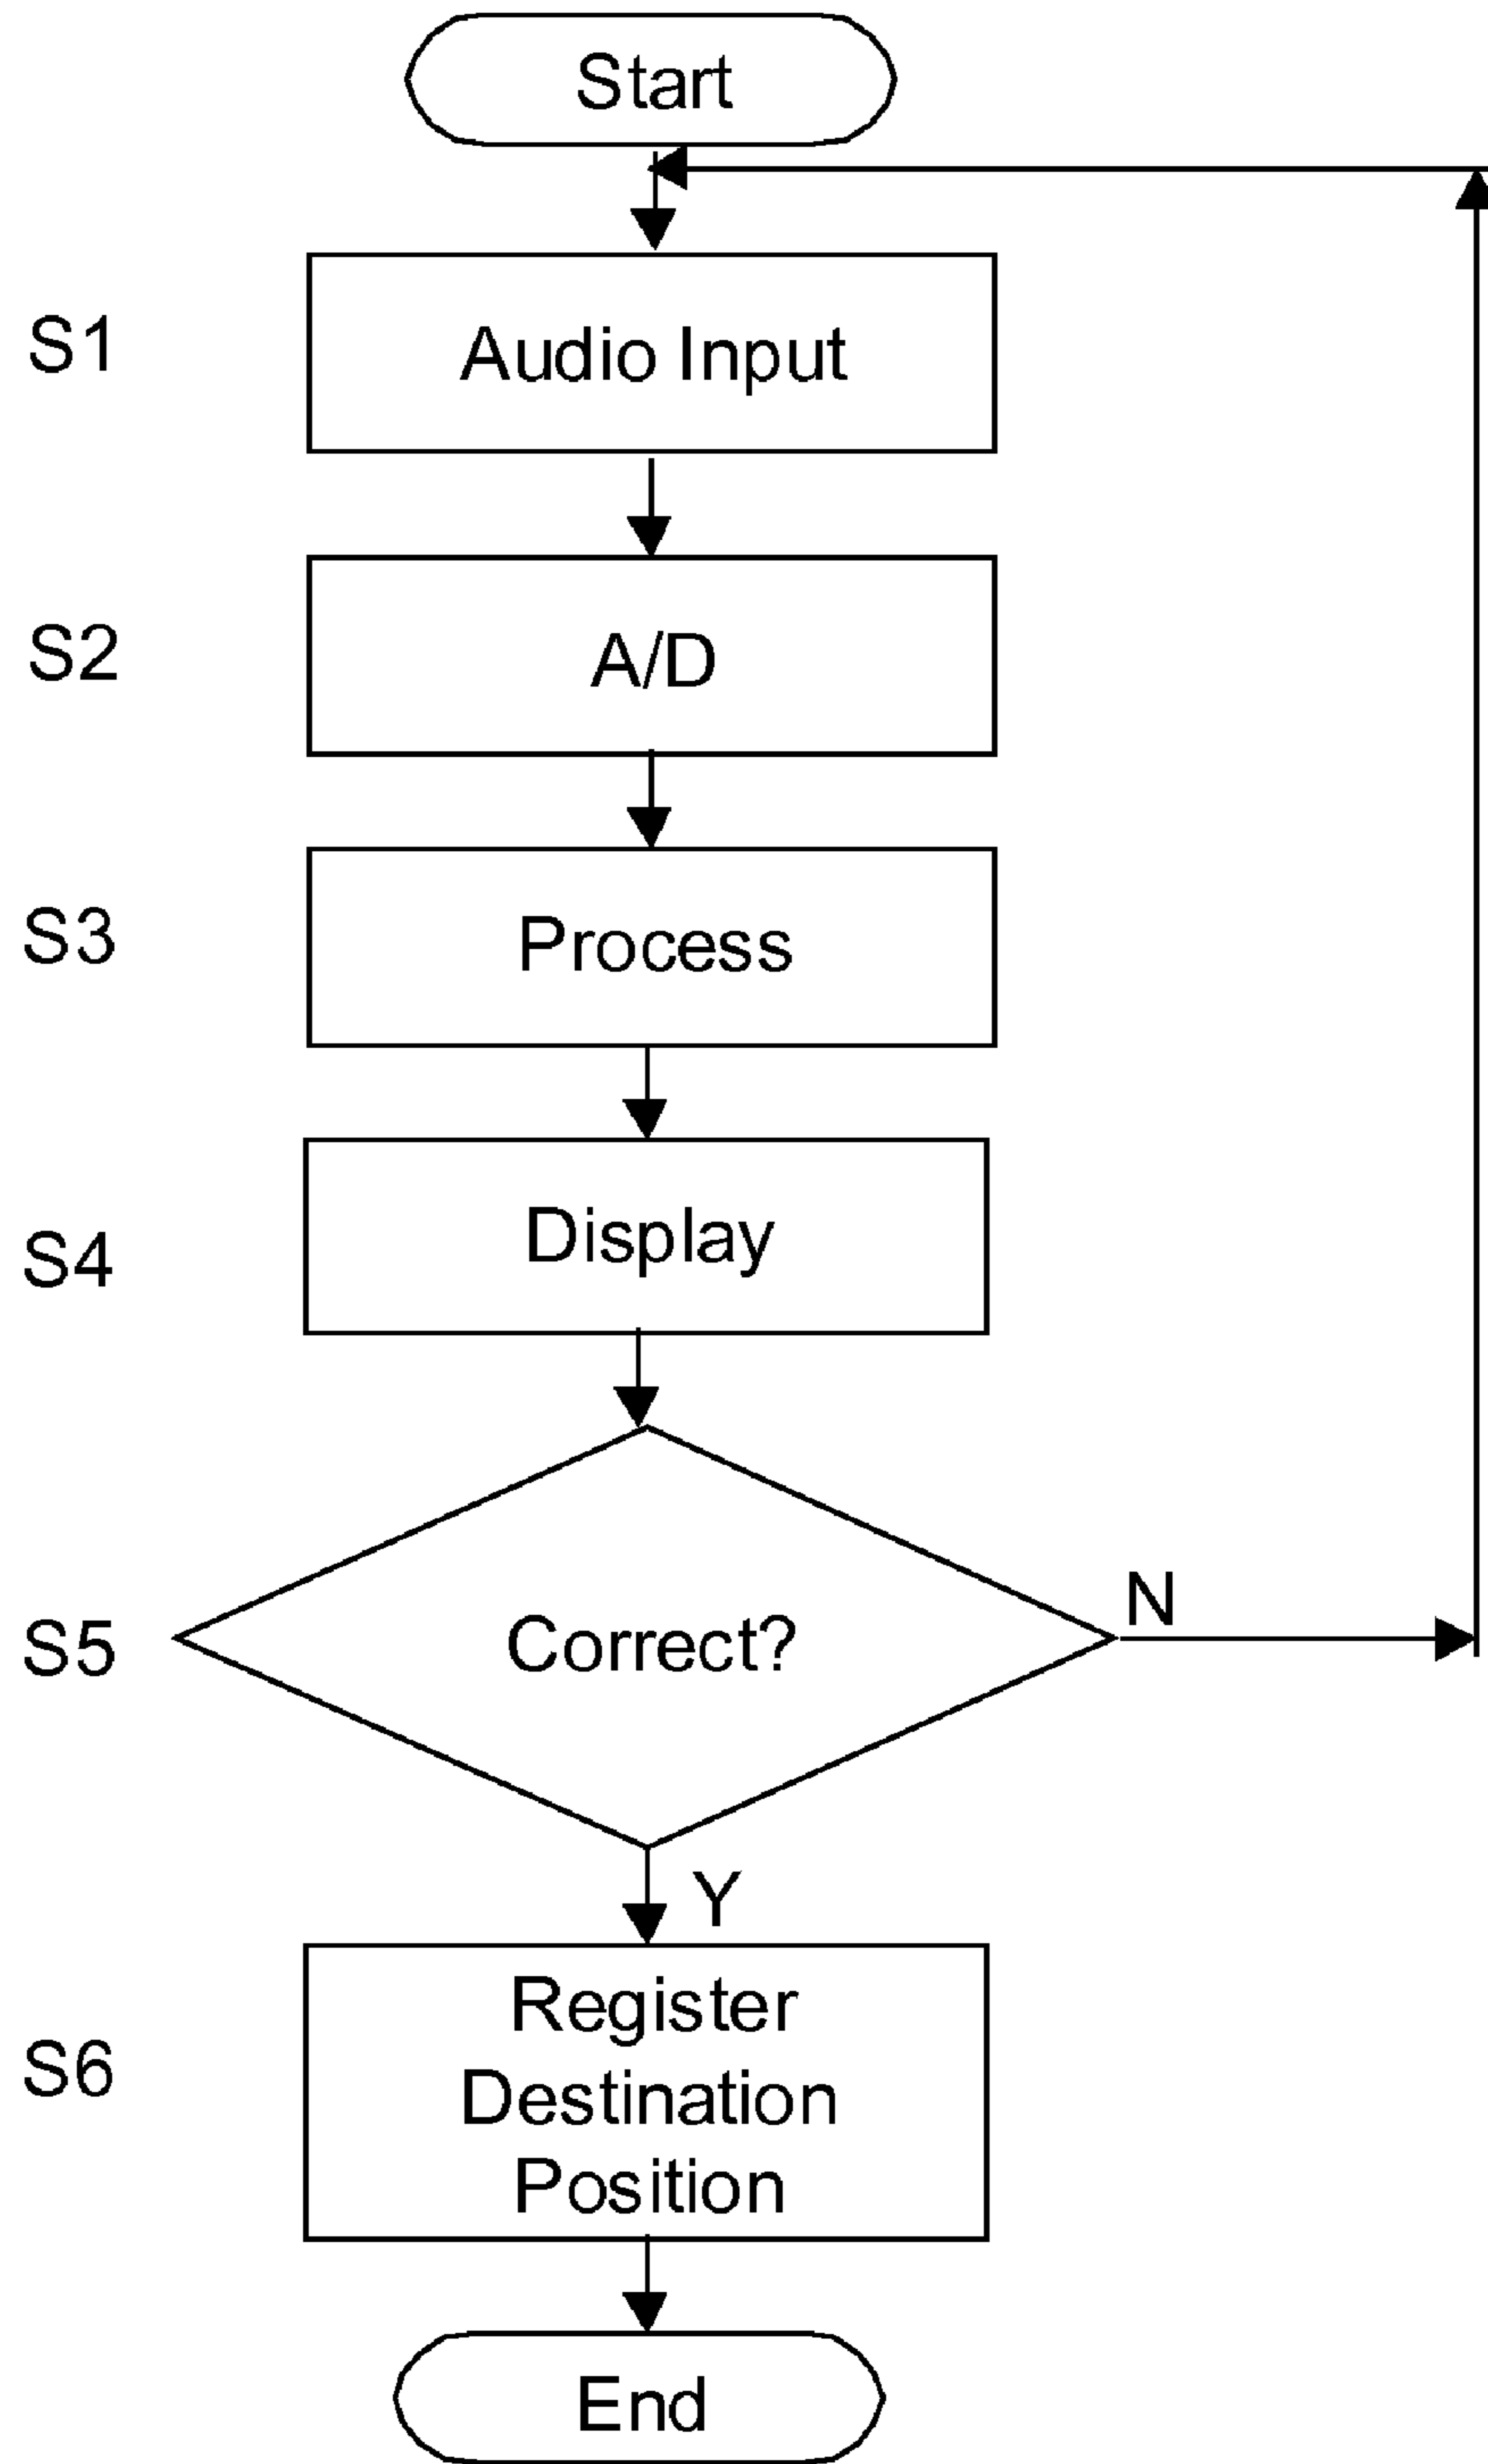 Start
S1
Audio Input
S2
A/D
S3
Process
S4
Display
S5
Correct?
N
Y
S6
Register
Destination
Position
End